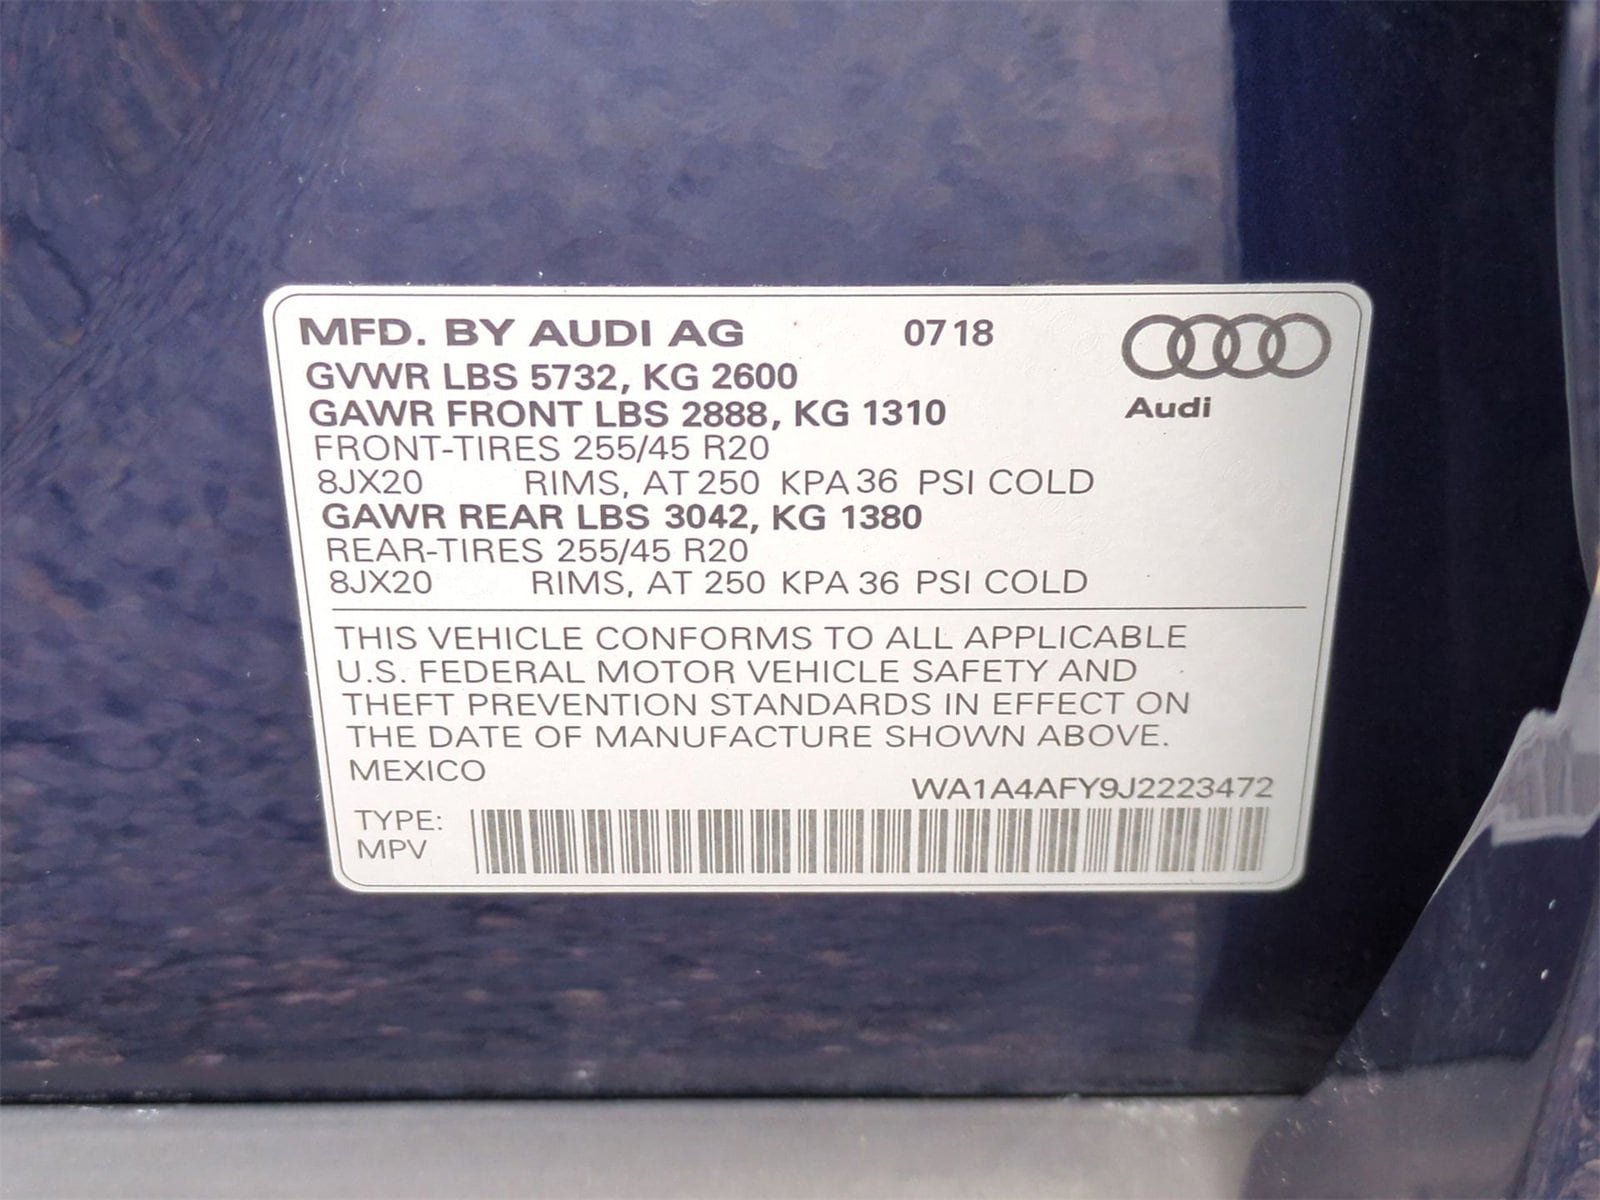 MFD. BY AUDI AG 0718
GVWR LBS 5732, KG 2600
GAWR FRONT LBS 2888, KG 1310
Audi
FRONT-TIRES 255/45 R20
8JX20 RIMS, AT 250 KPA 36 PSI COLD
GAWR REAR LBS 3042, KG 1380
REAR-TIRES 255/45 R20
8JX20 RIMS, AT 250 KPA 36 PSI COLD
THIS VEHICLE CONFORMS TO ALL APPLICABLE
U.S. FEDERAL MOTOR VEHICLE SAFETY AND
THEFT PREVENTION STANDARDS IN EFFECT ON
THE DATE OF MANUFACTURE SHOWN ABOVE.
MEXICO
WA1A4AFY9J2223472
TYPE:
MPV